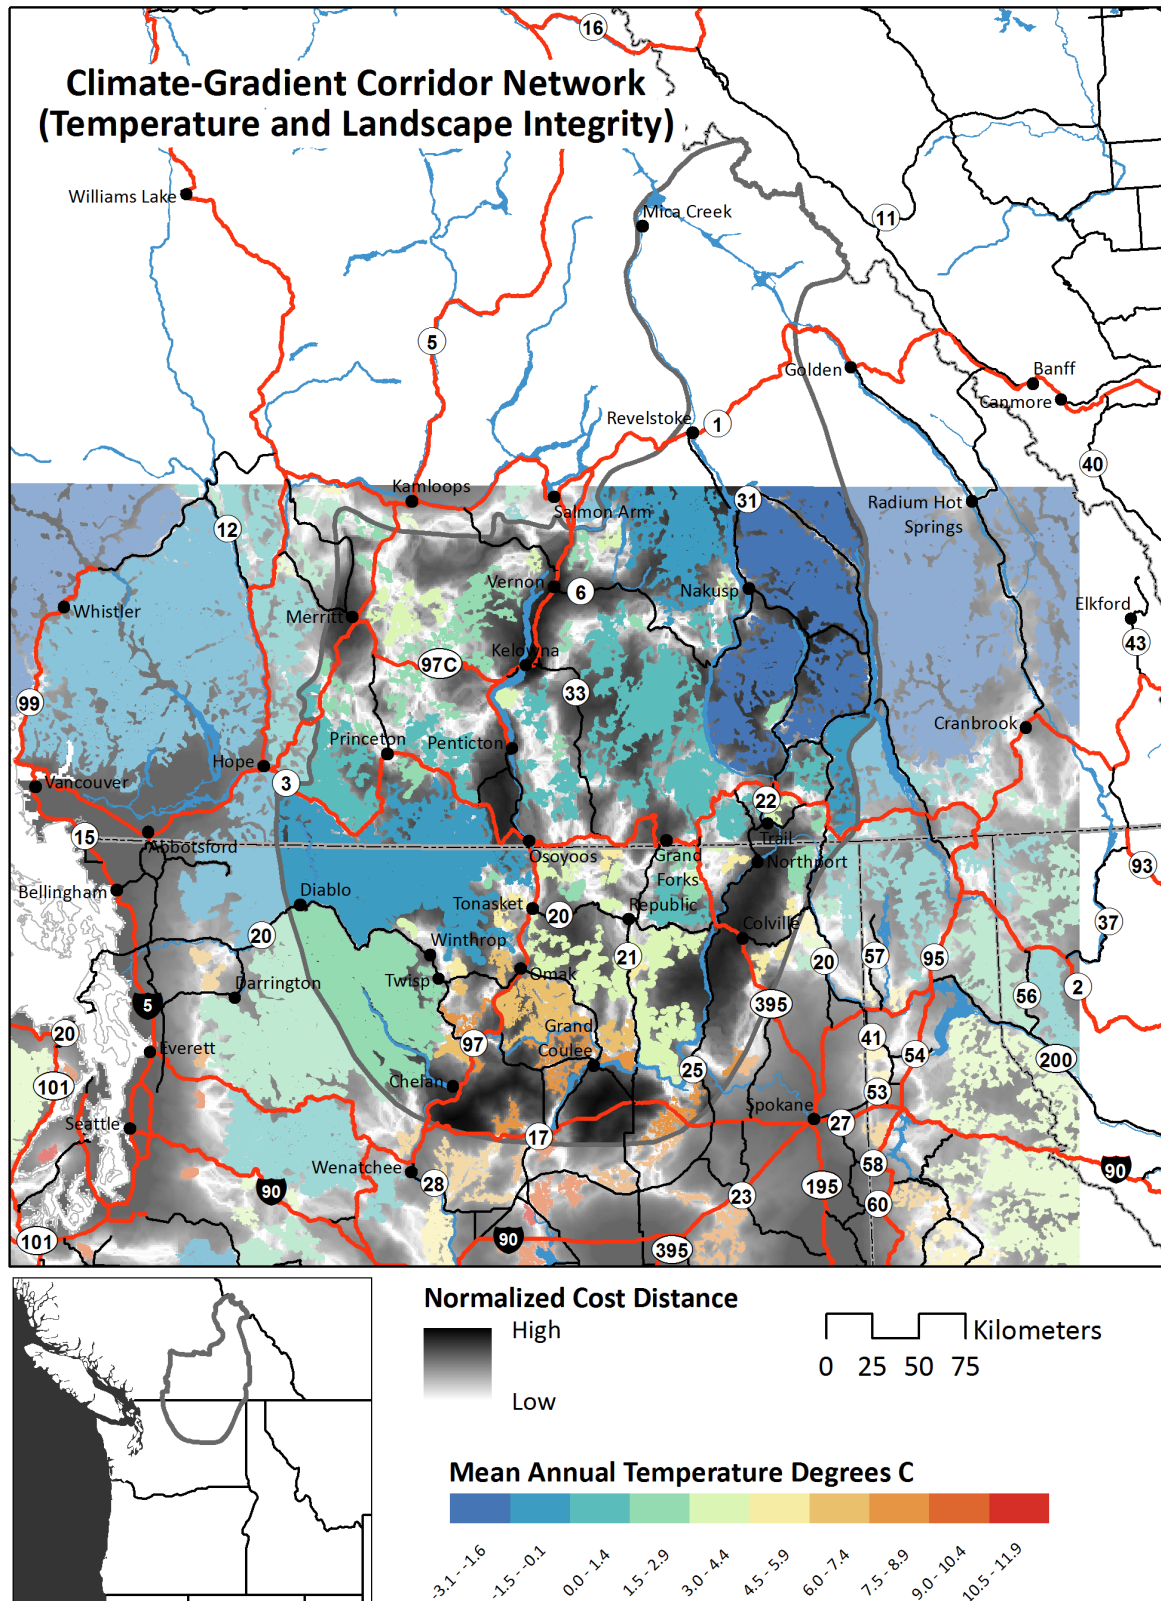 Climate-Gradient Corridor Network
(Temperature and Landscape Integrity)
16
Williams Lake
Mica Creek
11
5
Golden
Banff
Canmore
Revelstoke
1
40
Kamloops
Salmon Arm
31
Radium Hot
Springs
12
Vernon
6
Nakusp
Whistler
Merritt
Elkford
43
Kelowna
97C
33
99
Cranbrook
Princeton
Penticton
Hope
3
Vancouver
22
15
Abbotsford
Trail
Osoyoos
Grand
Forks
Northport
93
Bellingham
Diablo
Tonasket
20
Republic
37
20
Winthrop
Colville
21
20
57
95
Twisp
Omak
Darrington
56
2
5
395
Grand
Coulee
20
97
41
54
200
Everett
25
101
Chelan
53
Seattle
Spokane
27
17
Wenatchee
28
58
90
90
23
195
60
101
90
395
Normalized Cost Distance
High
Low
Kilometers
0 25 50 75
Mean Annual Temperature Degrees C
-3.1 - -1.6
-1.5 - -0.1
0.0 - 1.4
1.5 - 2.9
3.0 - 4.4
4.5 - 5.9
6.0 - 7.4
7.5 - 8.9
9.0 - 10.4
10.5 - 11.9